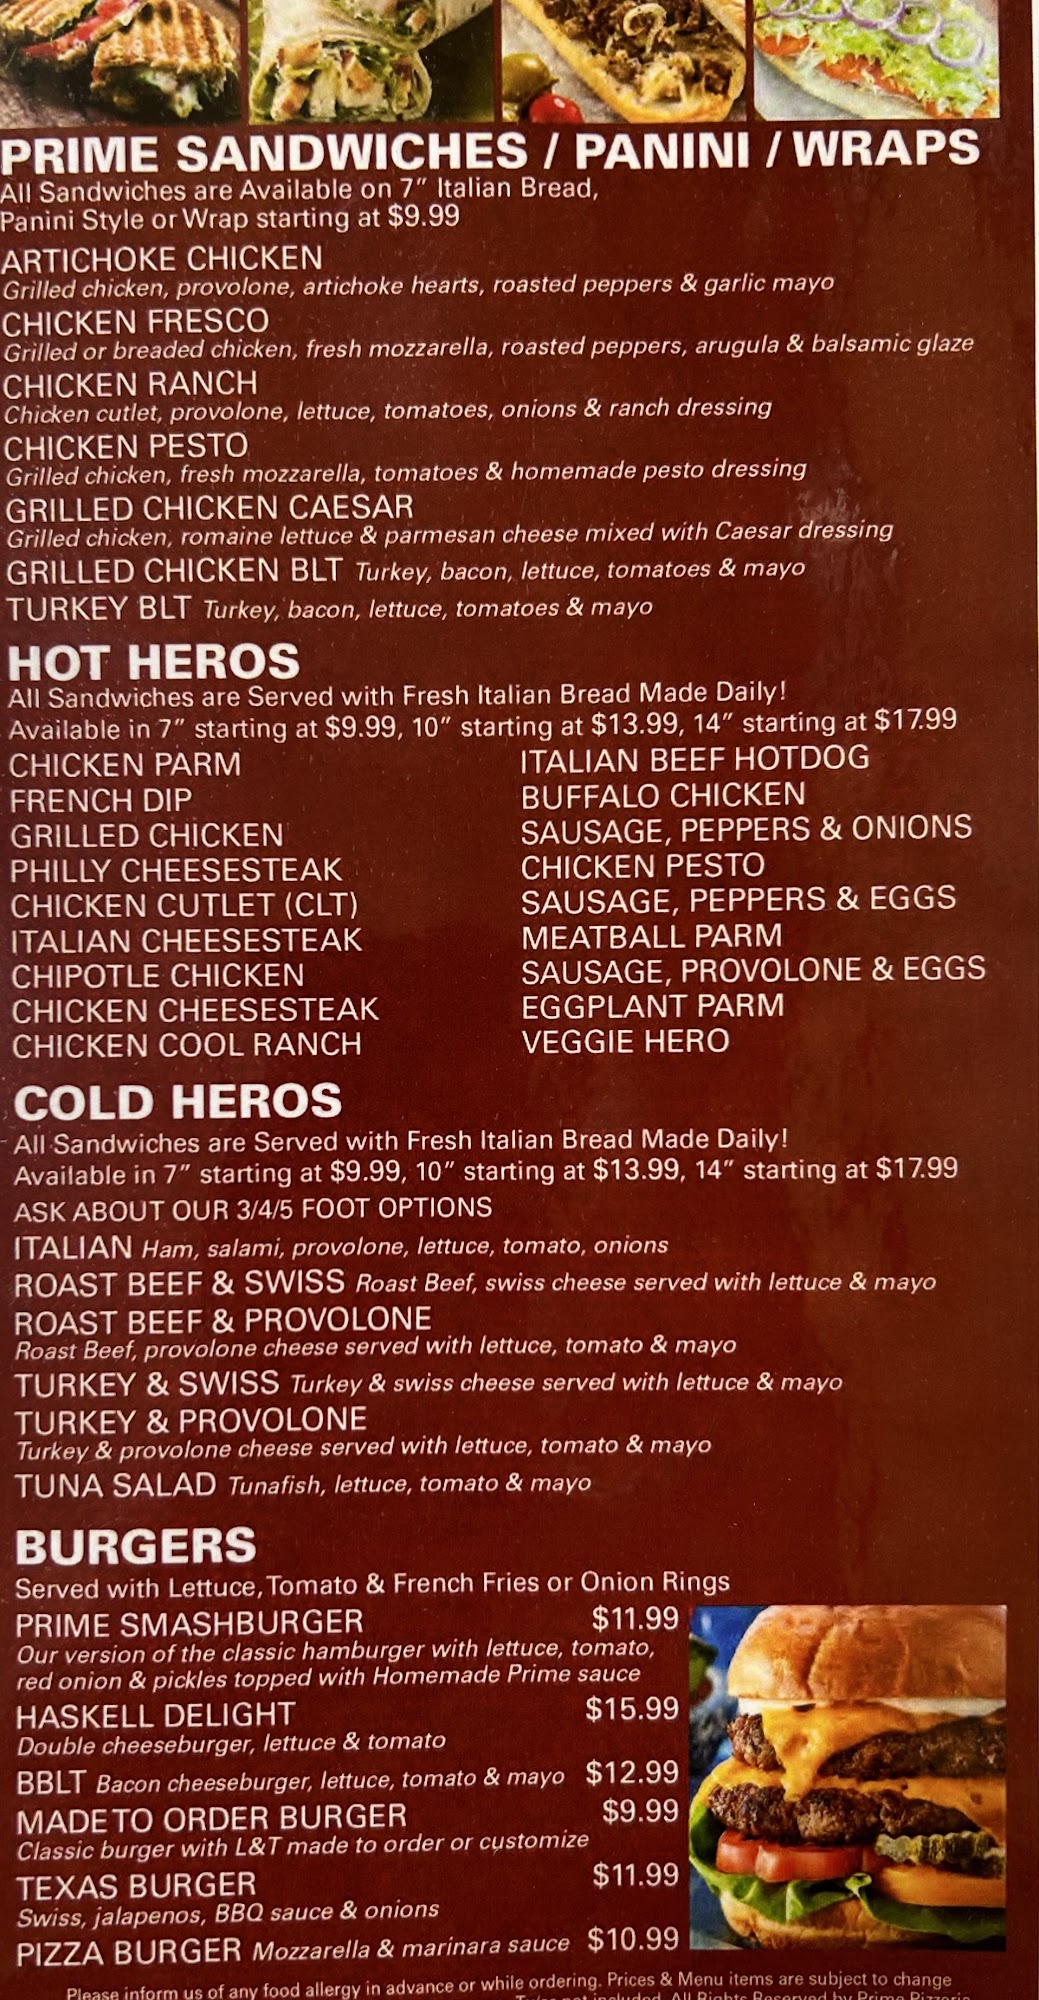 PRIME SANDWICHES / PANINI / WRAPS
All Sandwiches are Available on 7" Italian Bread,
Panini Style or Wrap starting at $9.99
ARTICHOKE CHICKEN
Grilled chicken, provolone, artichoke hearts, roasted peppers & garlic mayo
CHICKEN FRESCO
Grilled or breaded chicken, fresh mozzarella, roasted peppers, arugula & balsamic glaze
CHICKEN RANCH
Chicken cutlet, provolone, lettuce, tomatoes, onions & ranch dressing
CHICKEN PESTO
Grilled chicken, fresh mozzarella, tomatoes & homemade pesto dressing
GRILLED CHICKEN CAESAR
Grilled chicken, romaine lettuce & parmesan cheese mixed with Caesar dressing
GRILLED CHICKEN BLT Turkey, bacon, lettuce, tomatoes & mayo
TURKEY BLT Turkey, bacon, lettuce, tomatoes & mayo
HOT HEROS
All Sandwiches are Served with Fresh Italian Bread Made Daily!
Available in 7" starting at $9.99, 10" starting at $13.99, 14" starting at $17.99
CHICKEN PARM
FRENCH DIP
GRILLED CHICKEN
PHILLY CHEESESTEAK
CHICKEN CUTLET (CLT)
ITALIAN CHEESESTEAK
CHIPOTLE CHICKEN
CHICKEN CHEESESTEAK
CHICKEN COOL RANCH
ITALIAN BEEF HOTDOG
BUFFALO CHICKEN
SAUSAGE, PEPPERS & ONIONS
CHICKEN PESTO
SAUSAGE, PEPPERS & EGGS
MEATBALL PARM
SAUSAGE, PROVOLONE & EGGS
EGGPLANT PARM
VEGGIE HERO
COLD HEROS
All Sandwiches are Served with Fresh Italian Bread Made Daily!
Available in 7" starting at $9.99, 10" starting at $13.99, 14" starting at $17.99
ASK ABOUT OUR 3/4/5 FOOT OPTIONS
ITALIAN Ham, salami, provolone, lettuce, tomato, onions
ROAST BEEF & SWISS Roast Beef, swiss cheese served with lettuce & mayo
ROAST BEEF & PROVOLONE
Roast Beef, provolone cheese served with lettuce, tomato & mayo
TURKEY & SWISS Turkey & swiss cheese served with lettuce & mayo
TURKEY & PROVOLONE
Turkey & provolone cheese served with lettuce, tomato & mayo
TUNA SALAD Tunafish, lettuce, tomato & mayo
BURGERS
Served with Lettuce, Tomato & French Fries or Onion Rings
PRIME SMASHBURGER $11.99
Our version of the classic hamburger with lettuce, tomato,
red onion & pickles topped with Homemade Prime sauce
HASKELL DELIGHT $15.99
Double cheeseburger, lettuce & tomato
BBLT Bacon cheeseburger, lettuce, tomato & mayo $12.99
MADE TO ORDER BURGER $9.99
Classic burger with L&T made to order or customize
TEXAS BURGER $11.99
Swiss, jalapenos, BBQ sauce & onions
PIZZA BURGER Mozzarella & marinara sauce $10.99
Please inform us of any food allergy in advance or while ordering. Prices & Menu items are subject to change
not included. All Rights Reserved by Prime Pizzeria